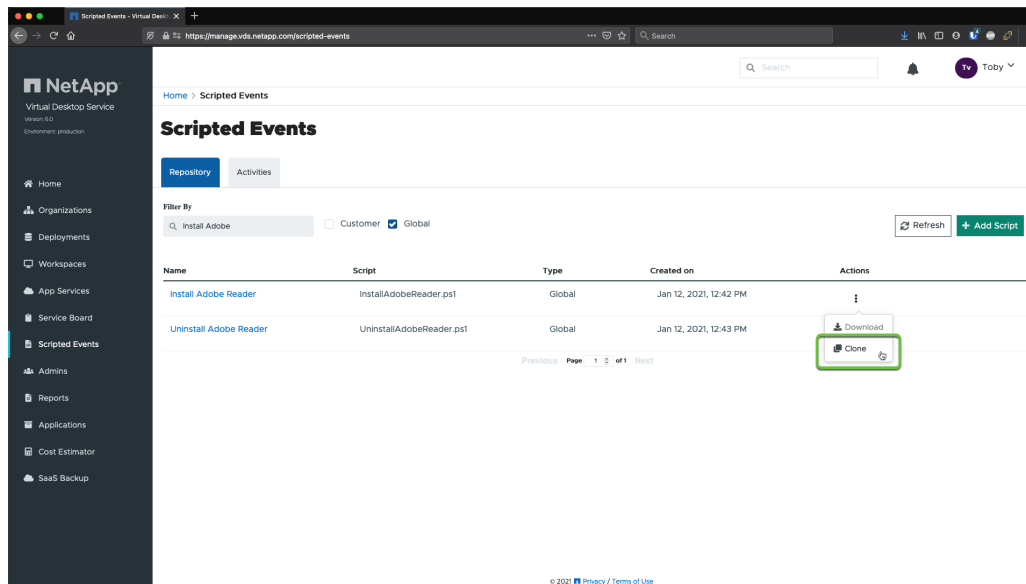 Scripted Events - Virtual Deskto
https://manage.vds.netapp.com/scripted-events
Search
NetApp
Virtual Desktop Service
Version: 6.0
Environment: production
Search
Tv
Toby
Home > Scripted Events
Scripted Events
Repository
Activities
Home
Organizations
Deployments
Workspaces
App Services
Service Board
Scripted Events
Admins
Reports
Applications
Cost Estimator
SaaS Backup
Filter By
Install Adobe
Customer
Global
Refresh
+ Add Script
Name Script Type Created on Actions
Install Adobe Reader InstallAdobeReader.ps1 Global Jan 12, 2021, 12:42 PM
Uninstall Adobe Reader UninstallAdobeReader.ps1 Global Jan 12, 2021, 12:43 PM
Download
Clone
Previous Page 1 of 1 Next
© 2021 Privacy / Terms of Use